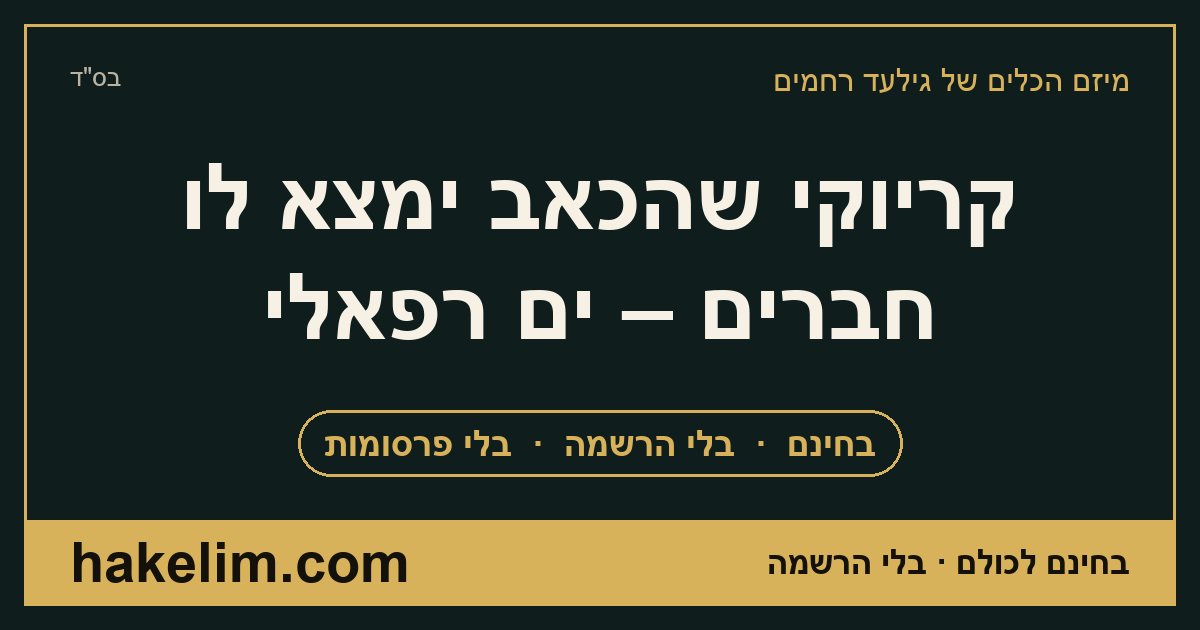 מיזם הכלים של גילעד רחמים
בס"ד
קריוקי שהכאב ימצא לו
חברים – ים רפאלי
בחינם · בלי הרשמה · בלי פרסומות
בחינם לכולם · בלי הרשמה
hakelim.com